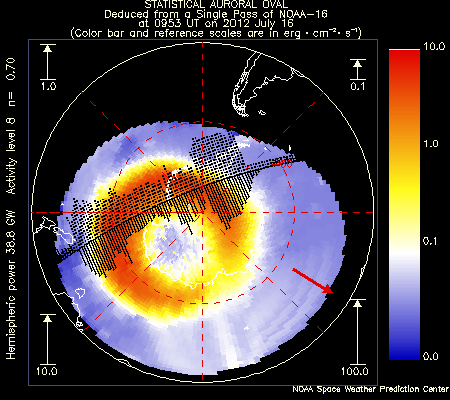 STATISTICAL AURORAL OVAL
Deduced from a Single Pass of NOAA-16
at 0953 UT on 2012 July 16
(Color bar and reference scales are in erg·cm⁻²·s⁻¹)
1.0
0.1
10.0
100.0
Hemispheric power 38.8 GW Activity level 8 n= 0.70
10.0
1.0
0.1
0.0
NOAA Space Weather Prediction Center